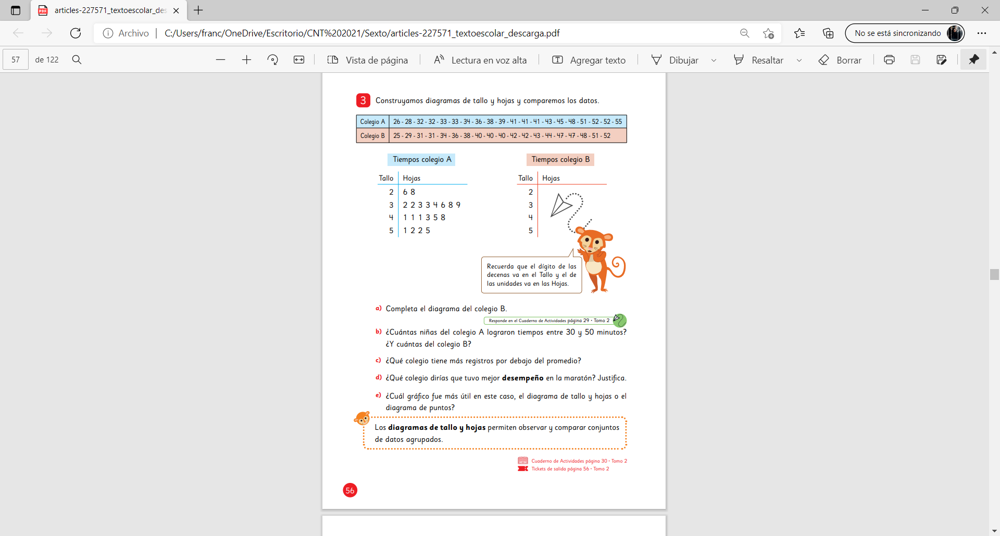 articles-227571_textoescolar_des
Archivo
C:/Users/franc/OneDrive/Escritorio/CNT%202021/Sexto/articles-227571_textoescolar_descarga.pdf
No se está sincronizando
57 de 122
Vista de página
Lectura en voz alta
Agregar texto
Dibujar
Resaltar
Borrar
3 Construyamos diagramas de tallo y hojas y comparemos los datos.
Colegio A 26 - 28 - 32 - 32 - 33 - 33 - 34 - 36 - 38 - 39 - 41 - 41 - 41 - 43 - 45 - 48 - 51 - 52 - 52 - 55
Colegio B 25 - 29 - 31 - 31 - 34 - 36 - 38 - 40 - 40 - 40 - 42 - 42 - 43 - 44 - 47 - 47 - 48 - 51 - 52
Tiempos colegio A
Tallo Hojas
2 6 8
3 2 2 3 3 4 6 8 9
4 1 1 1 3 5 8
5 1 2 2 5
Tiempos colegio B
Tallo Hojas
2
3
4
5
Recuerda que el dígito de las
decenas va en el Tallo y el de
las unidades va en las Hojas.
a) Completa el diagrama del colegio B.
Responde en el Cuaderno de Actividades página 29 • Tomo 2
b) ¿Cuántas niñas del colegio A lograron tiempos entre 30 y 50 minutos?
¿Y cuántas del colegio B?
c) ¿Qué colegio tiene más registros por debajo del promedio?
d) ¿Qué colegio dirías que tuvo mejor desempeño en la maratón? Justifica.
e) ¿Cuál gráfico fue más útil en este caso, el diagrama de tallo y hojas o el
diagrama de puntos?
Los diagramas de tallo y hojas permiten observar y comparar conjuntos
de datos agrupados.
Cuaderno de Actividades página 30 • Tomo 2
Tickets de salida página 56 • Tomo 2
56